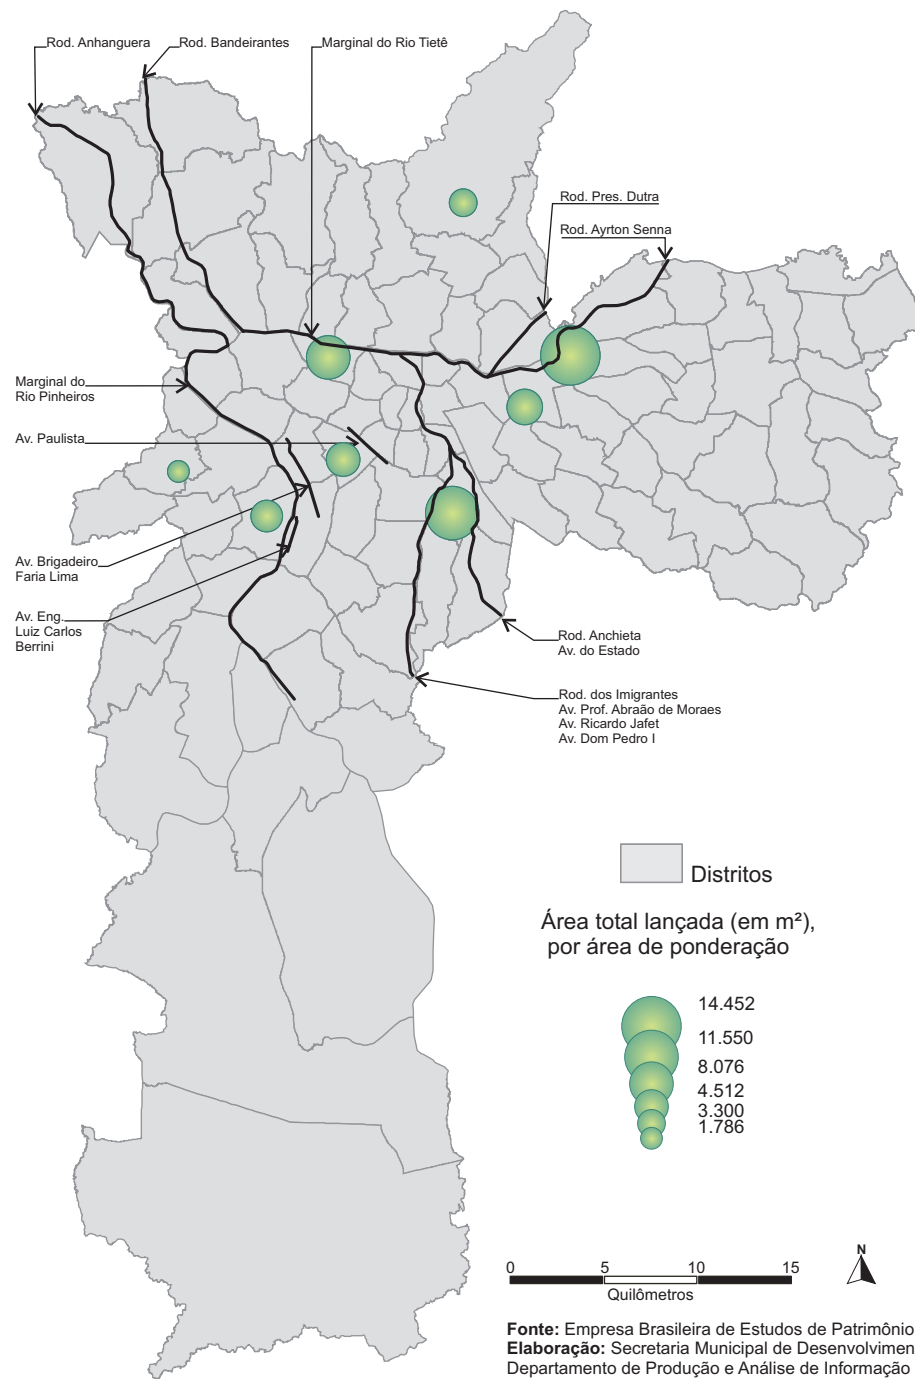 Rod. Anhanguera
Rod. Bandeirantes
Marginal do Rio Tietê
Rod. Pres. Dutra
Rod. Ayrton Senna
Marginal do
Rio Pinheiros
Av. Paulista
Av. Brigadeiro
Faria Lima
Av. Eng.
Luiz Carlos
Berrini
Rod. Anchieta
Av. do Estado
Rod. dos Imigrantes
Av. Prof. Abraão de Moraes
Av. Ricardo Jafet
Av. Dom Pedro I
Distritos
Área total lançada (em m²),
por área de ponderação
14.452
11.550
8.076
4.512
3.300
1.786
0 5 10 15
Quilômetros
N
Fonte: Empresa Brasileira de Estudos de Patrimônio
Elaboração: Secretaria Municipal de Desenvolvimen
Departamento de Produção e Análise de Informação